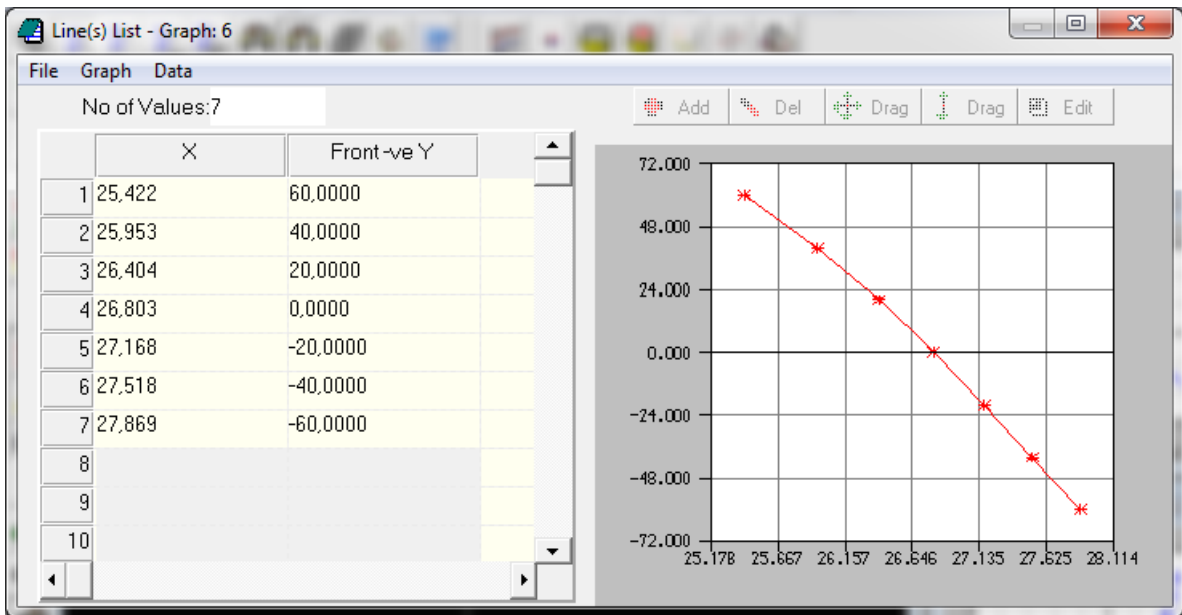 Line(s) List - Graph: 6
File Graph Data
No of Values:7
Add Del Drag Drag Edit
X Front-ve Y
1 25,422 60,0000
2 25,953 40,0000
3 26,404 20,0000
4 26,803 0,0000
5 27,168 -20,0000
6 27,518 -40,0000
7 27,869 -60,0000
8
9
10
72.000
48.000
24.000
0.000
-24.000
-48.000
-72.000
25.178 25.667 26.157 26.646 27.135 27.625 28.114